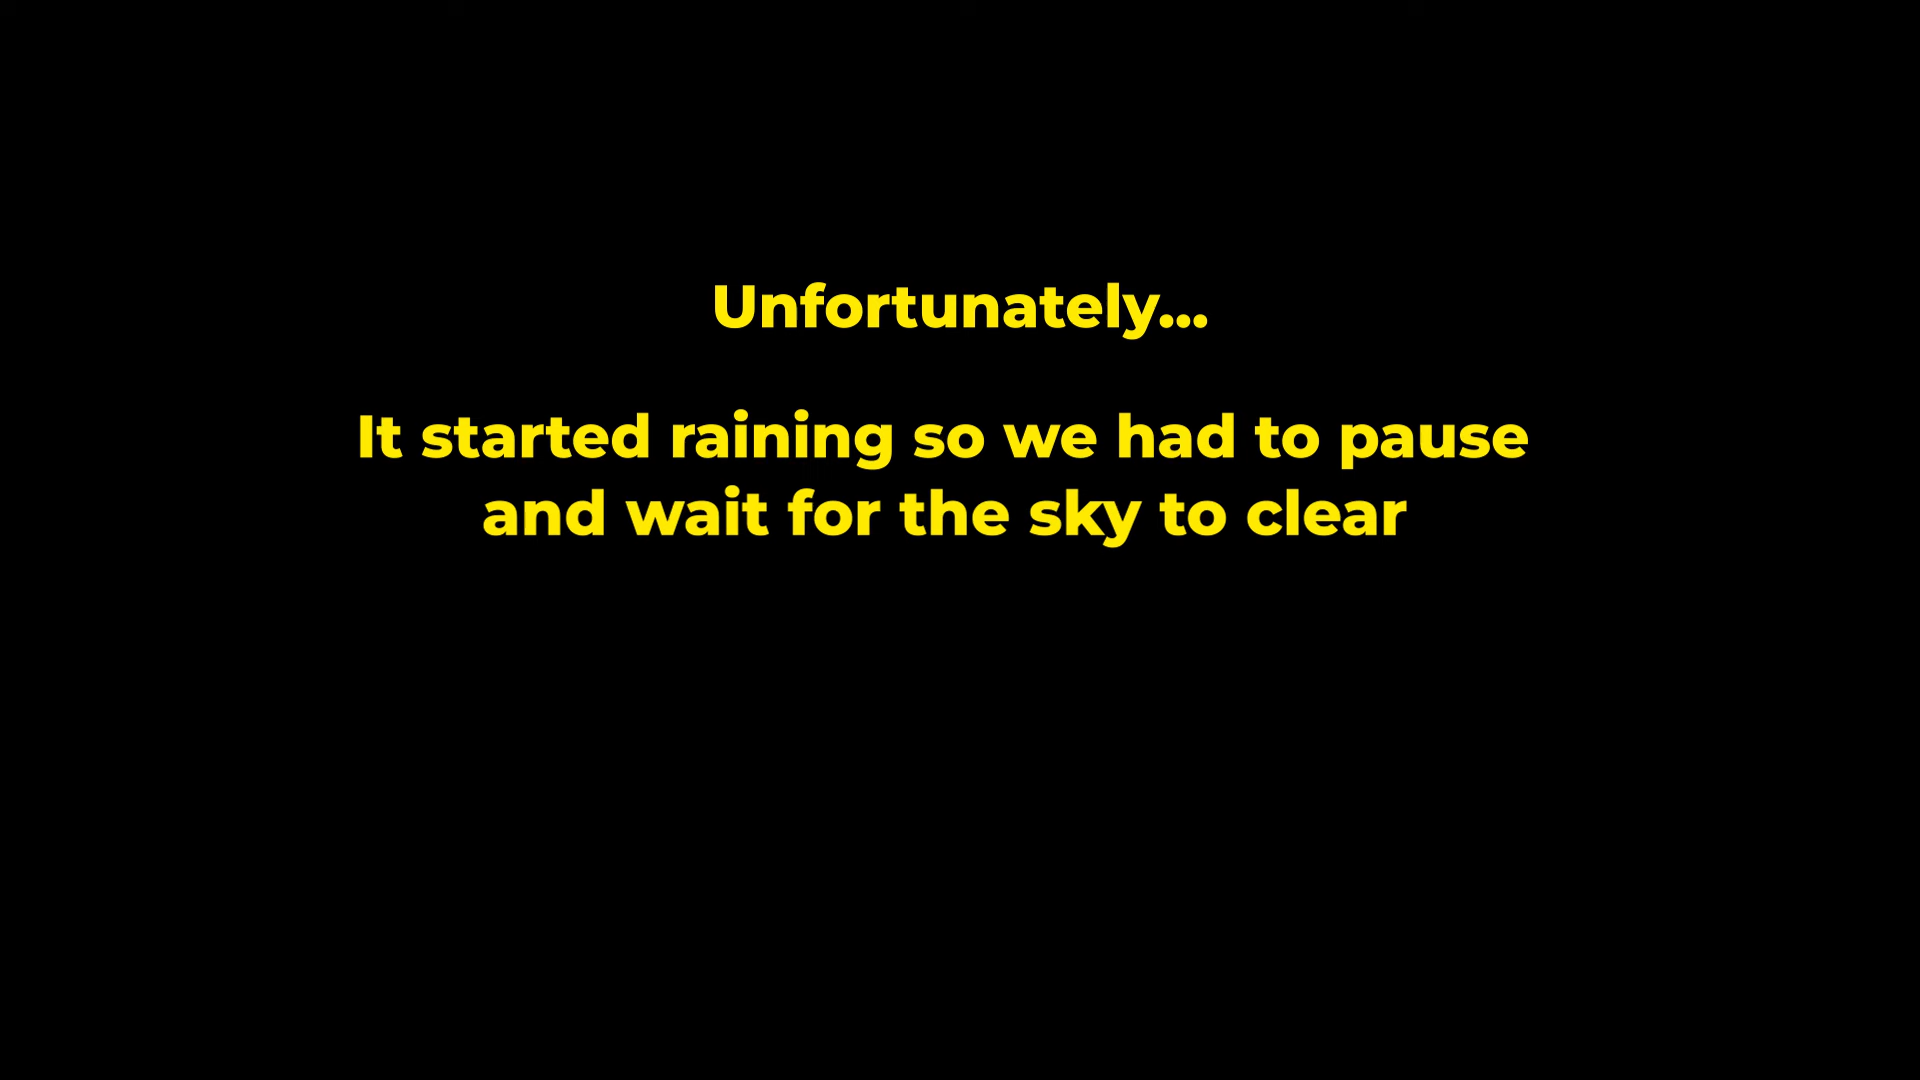 Unfortunately...
It started raining so we had to pause
and wait for the sky to clear